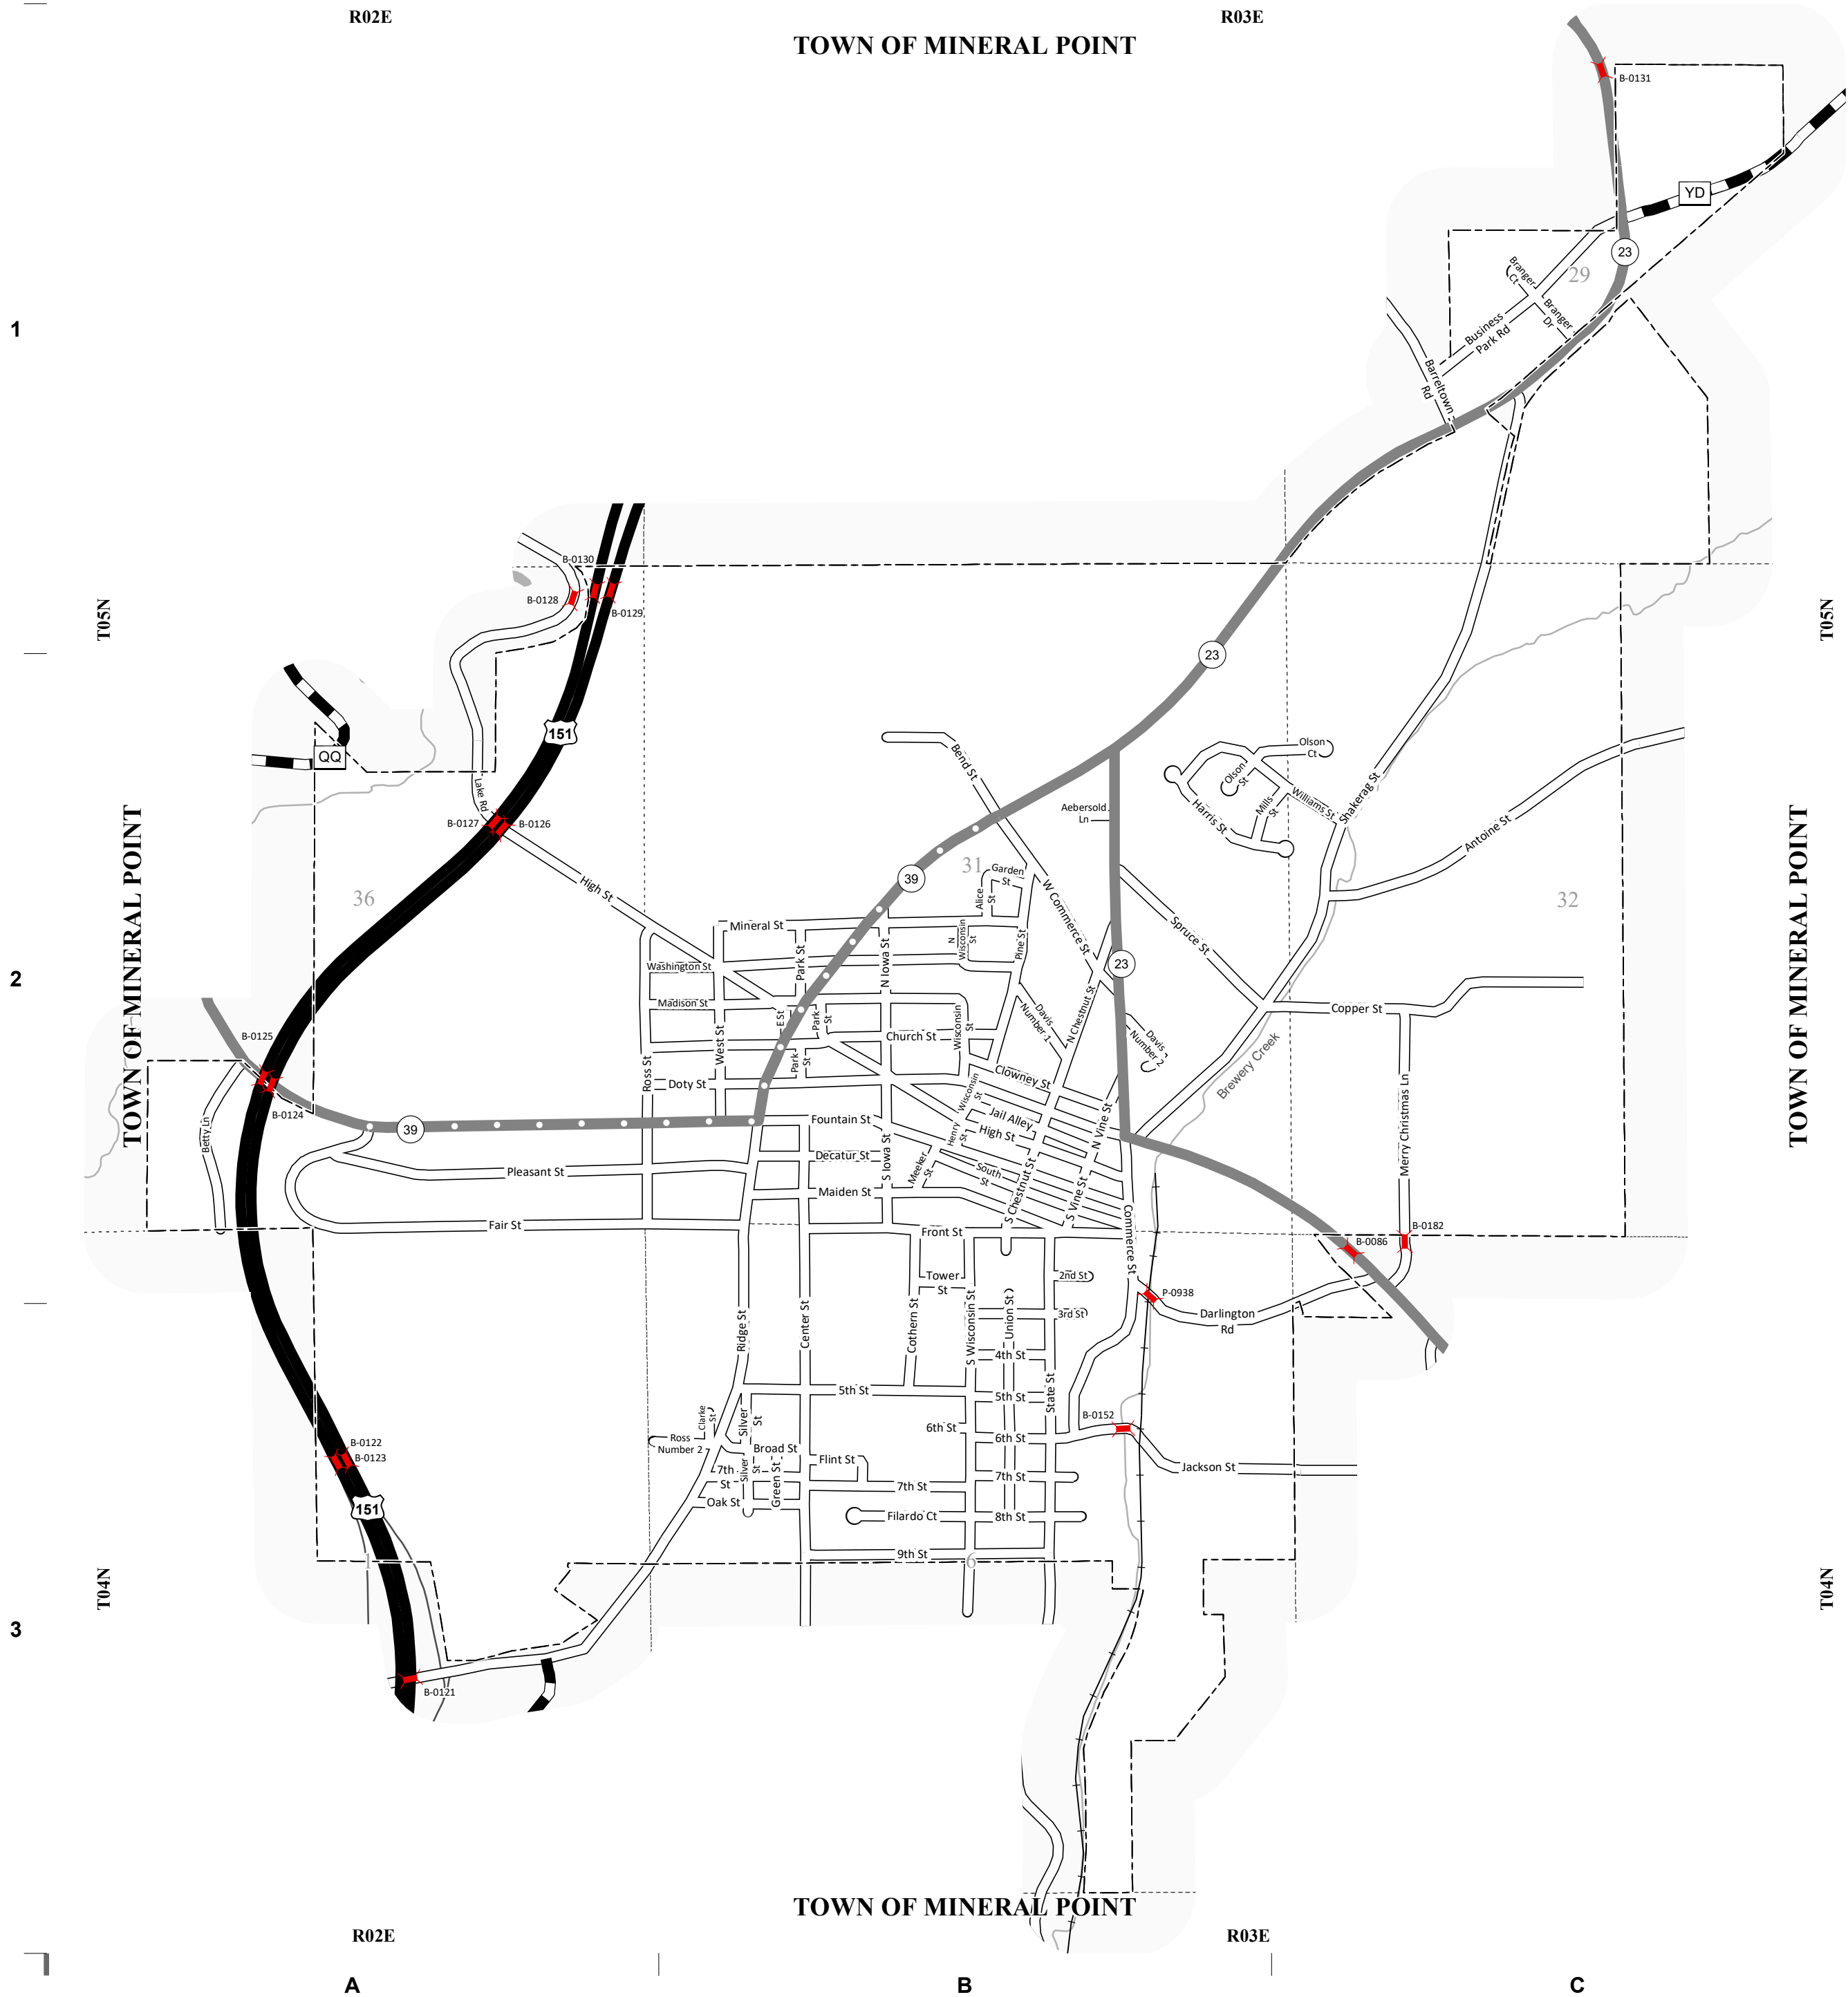 R02E
R03E
TOWN OF MINERAL POINT
B-0131
YD
23
29
Branger
Ct
Branger
Dr
1
Business
Park Rd
Barreltown
Rd
B-0130
B-0128
B-0129
T05N
T05N
23
151
QQ
Olson
Ct
Bend St
Olson
St
Lake Rd
Mills
St
Williams St
Shakerag St
Harris St
Aebersold
Ln
B-0127
B-0126
Antoine St
TOWN OF MINERAL POINT
TOWN OF MINERAL POINT
31
39
Garden
St
High St
36
Alice
St
W Commerce St
32
Mineral St
N
Wisconsin
St
Pine St
Spruce St
Park St
N Iowa St
Washington St
23
2
Madison St
E St
Park
St
Wisconsin
St
Davis
Number 1
N Chestnut St
Copper St
B-0125
West St
Church St
Davis
Number 2
Park
St
Brewery Creek
Ross St
Doty St
Clowney St
Wisconsin
St
Jail Alley
B-0124
39
Fountain St
High St
Henry
St
N Vine St
Betty Ln
Merry Christmas Ln
Decatur St
S Iowa St
Meeker
St
South
St
Pleasant St
Maiden St
S Chestnut St
S Vine St
Fair St
Front St
Commerce St
B-0182
B-0086
Tower
St
2nd St
P-0938
Union St
3rd St
Darlington
Rd
Ridge St
Center St
Cothern St
S Wisconsin St
4th St
5th St
5th St
State St
Clarke
St
Silver
St
6th St
B-0152
Ross
Number 2
6th St
B-0122
B-0123
Broad St
Flint St
Silver
St
7th
St
Green St
7th St
7th St
Jackson St
Oak St
151
Filardo Ct
8th St
9th St
6
T04N
T04N
3
B-0121
TOWN OF MINERAL POINT
R02E
R03E
A
B
C